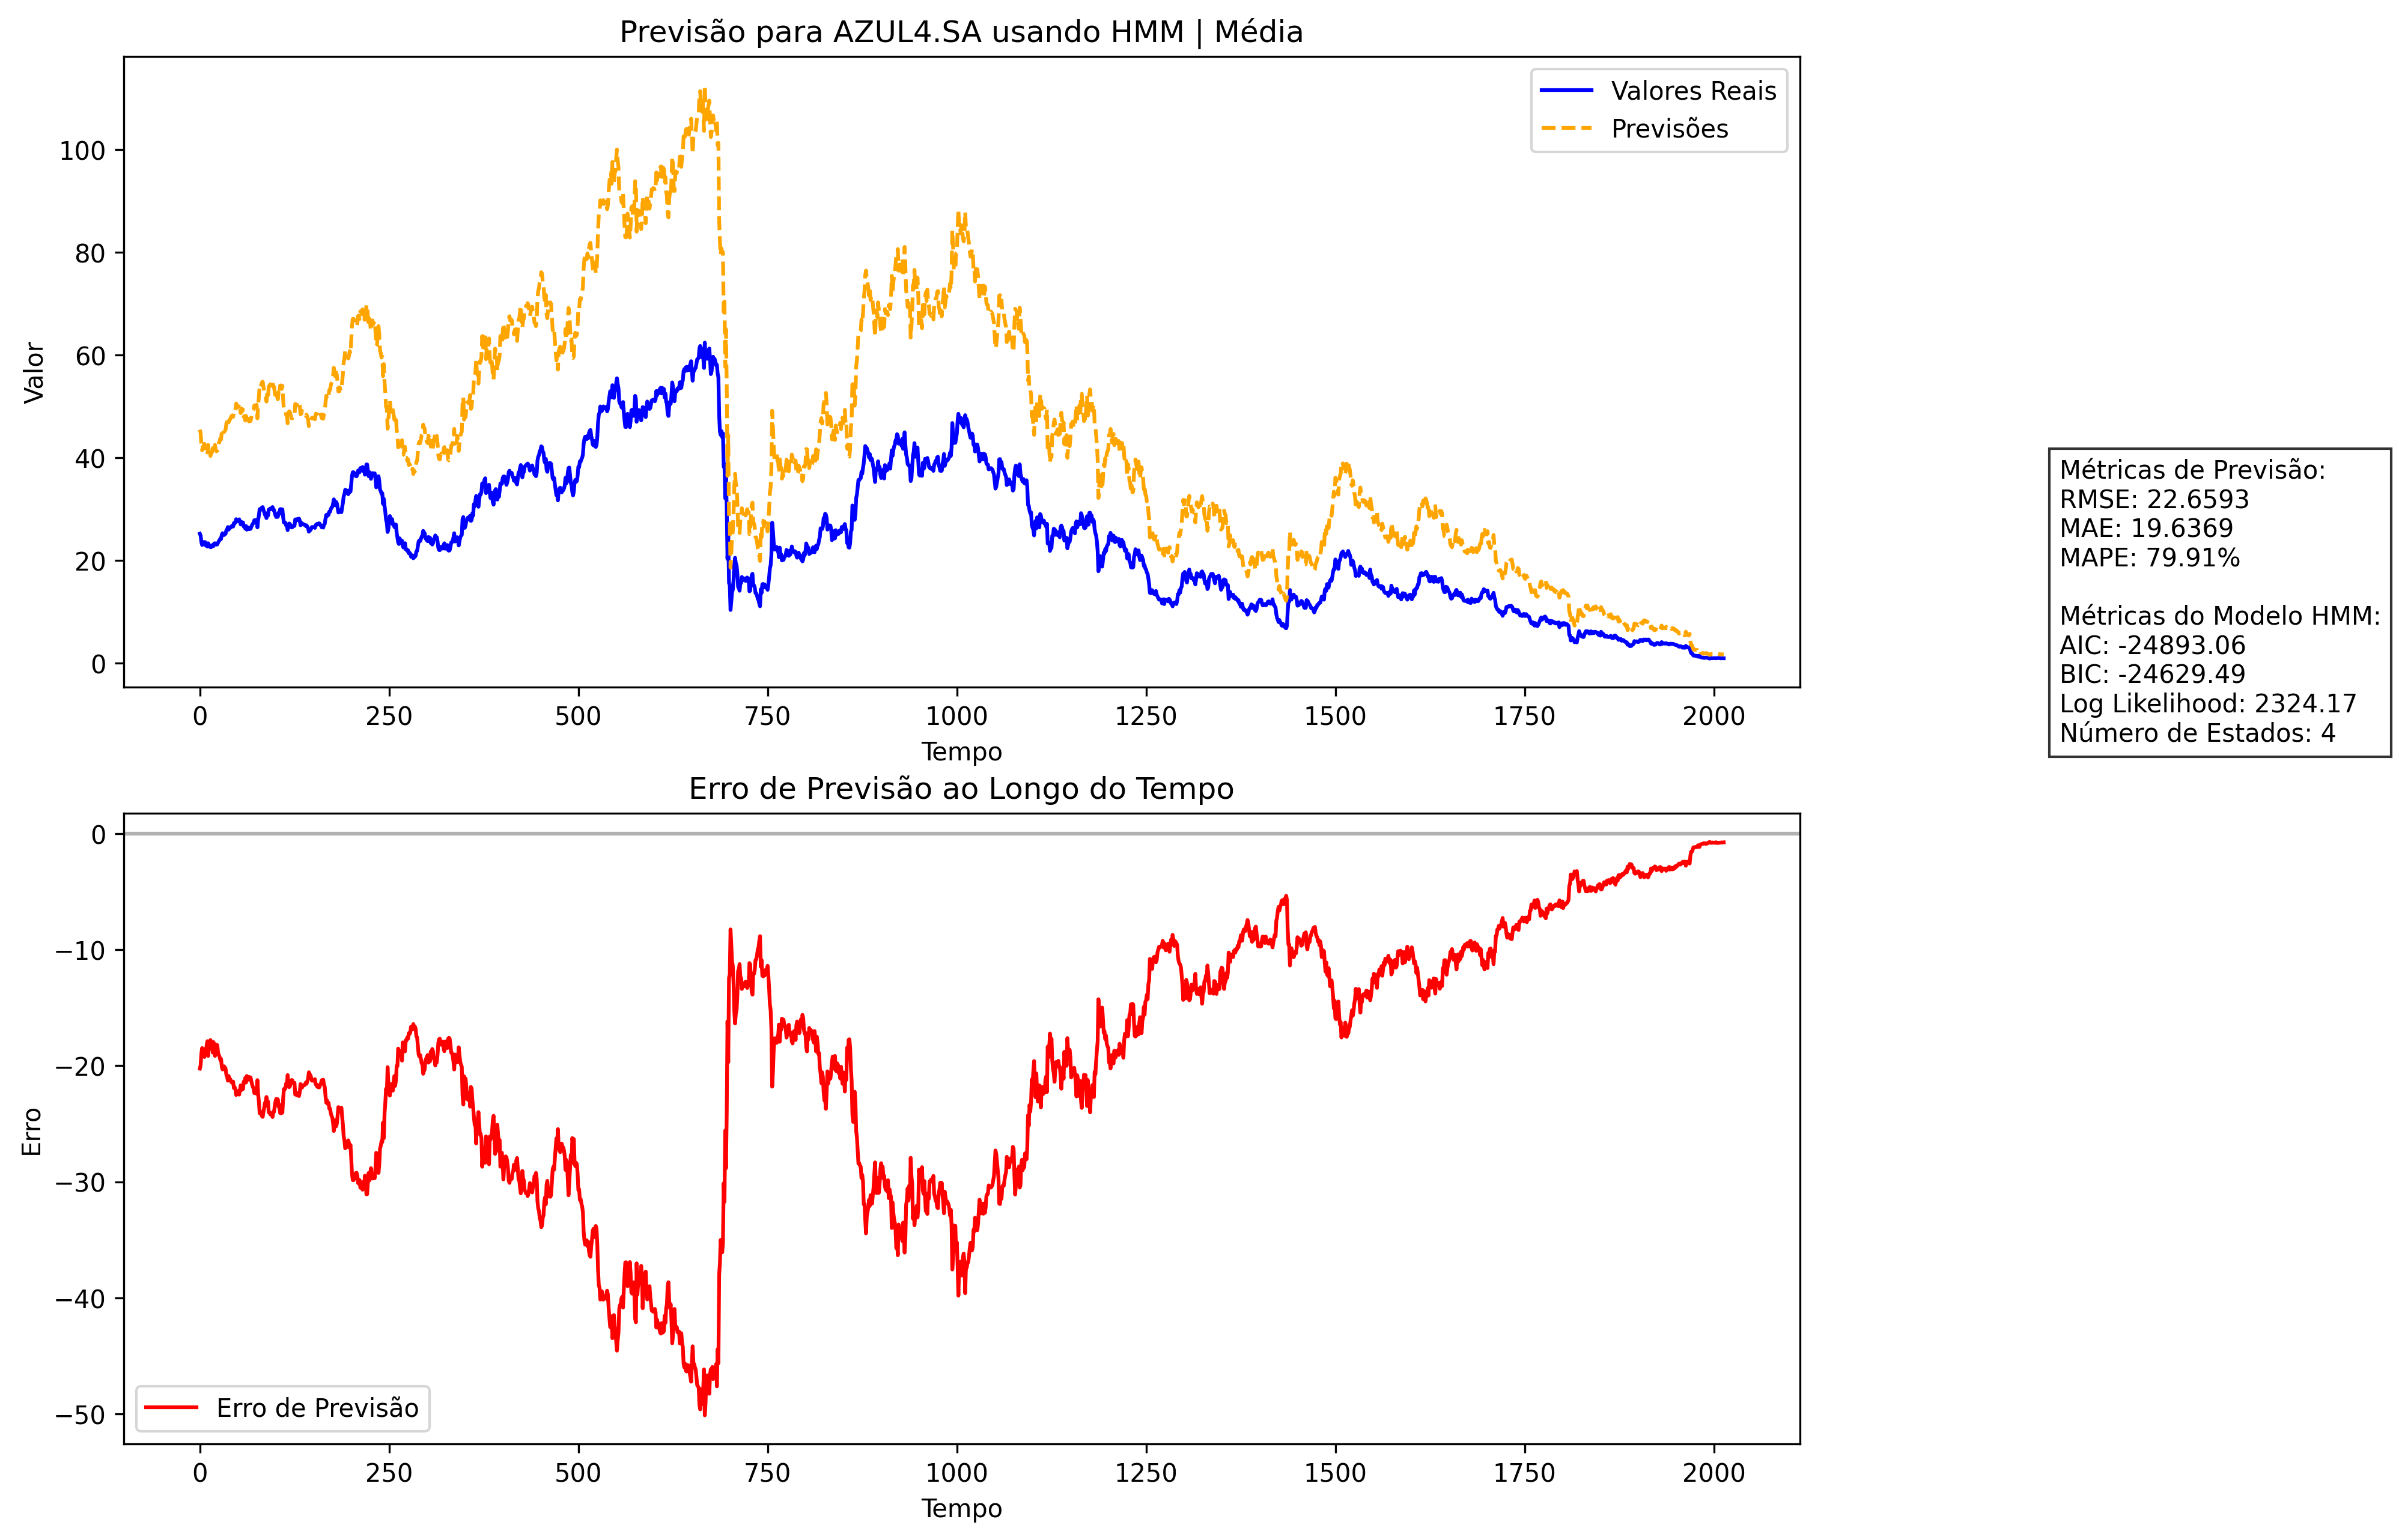 Previsão para AZUL4.SA usando HMM | Média
Valores Reais
Previsões
Valor
100
80
60
40
20
0
0 250 500 750 1000 1250 1500 1750 2000
Tempo
Métricas de Previsão:
RMSE: 22.6593
MAE: 19.6369
MAPE: 79.91%
Métricas do Modelo HMM:
AIC: -24893.06
BIC: -24629.49
Log Likelihood: 2324.17
Número de Estados: 4
Erro de Previsão ao Longo do Tempo
Erro
0
−10
−20
−30
−40
−50
Erro de Previsão
0 250 500 750 1000 1250 1500 1750 2000
Tempo